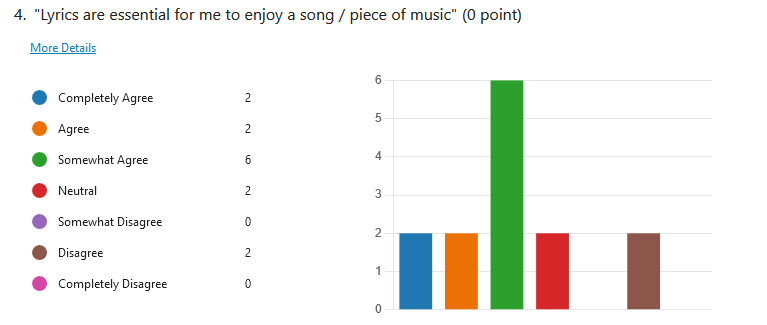 4. "Lyrics are essential for me to enjoy a song / piece of music" (0 point)
More Details
Completely Agree 2
Agree 2
Somewhat Agree 6
Neutral 2
Somewhat Disagree 0
Disagree 2
Completely Disagree 0
6
5
4
3
2
1
0